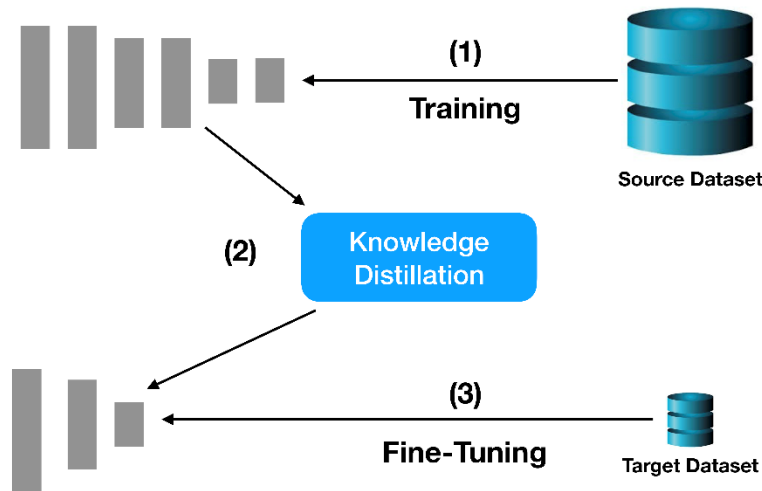 (1)
Training
Source Dataset
(2)
Knowledge
Distillation
(3)
Fine-Tuning
Target Dataset